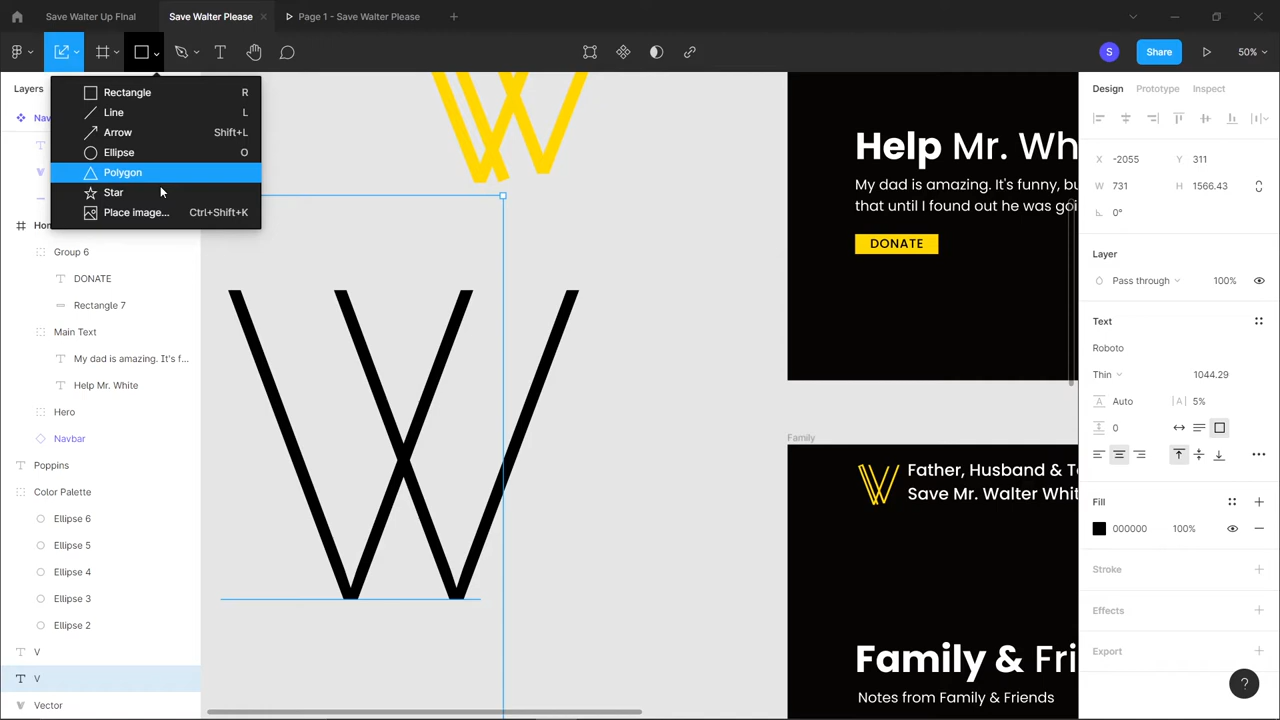 Save Walter Up FInal
Save Walter Please
Page 1 - Save Walter Please
S
Share
50%
Layers
Rectangle R
Line L
Arrow Shift+L
Ellipse O
Polygon
Star
Place image... Ctrl+Shift+K
Nav
Hom
Group 6
DONATE
Rectangle 7
Main Text
My dad is amazing. It's f...
Help Mr. White
Hero
Navbar
Poppins
Color Palette
Ellipse 6
Ellipse 5
Ellipse 4
Ellipse 3
Ellipse 2
V
V
Vector
Help Mr. Wh
My dad is amazing. It's funny, bu
that until I found out he was goi
DONATE
Family
Father, Husband & Te
Save Mr. Walter Whit
Family & Fri
Notes from Family & Friends
Design
Prototype
Inspect
X -2055
Y 311
W 731
H 1566.43
0°
Layer
Pass through
100%
Text
Roboto
Thin
1044.29
Auto
5%
0
Fill
000000
100%
Stroke
Effects
Export
?